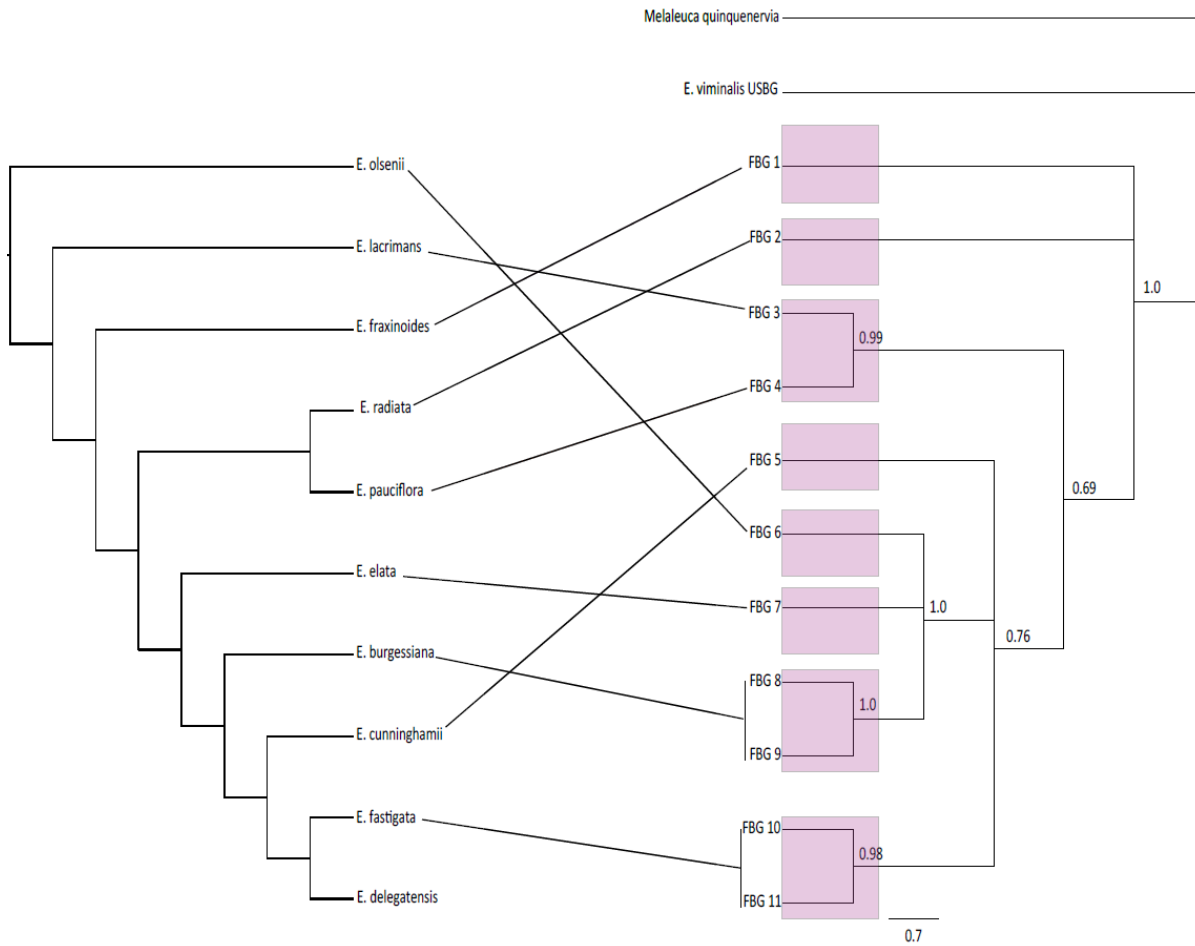 Melaleuca quinquenervia
E. viminalis USBG
E. olsenii
FBG 1
E. lacrimans
FBG 2
1.0
E. fraxinoides
FBG 3
0.99
FBG 4
E. radiata
FBG 5
E. pauciflora
0.69
FBG 6
E. elata
FBG 7
1.0
0.76
E. burgessiana
FBG 8
1.0
E. cunninghamii
FBG 9
E. fastigata
FBG 10
0.98
E. delegatensis
FBG 11
0.7